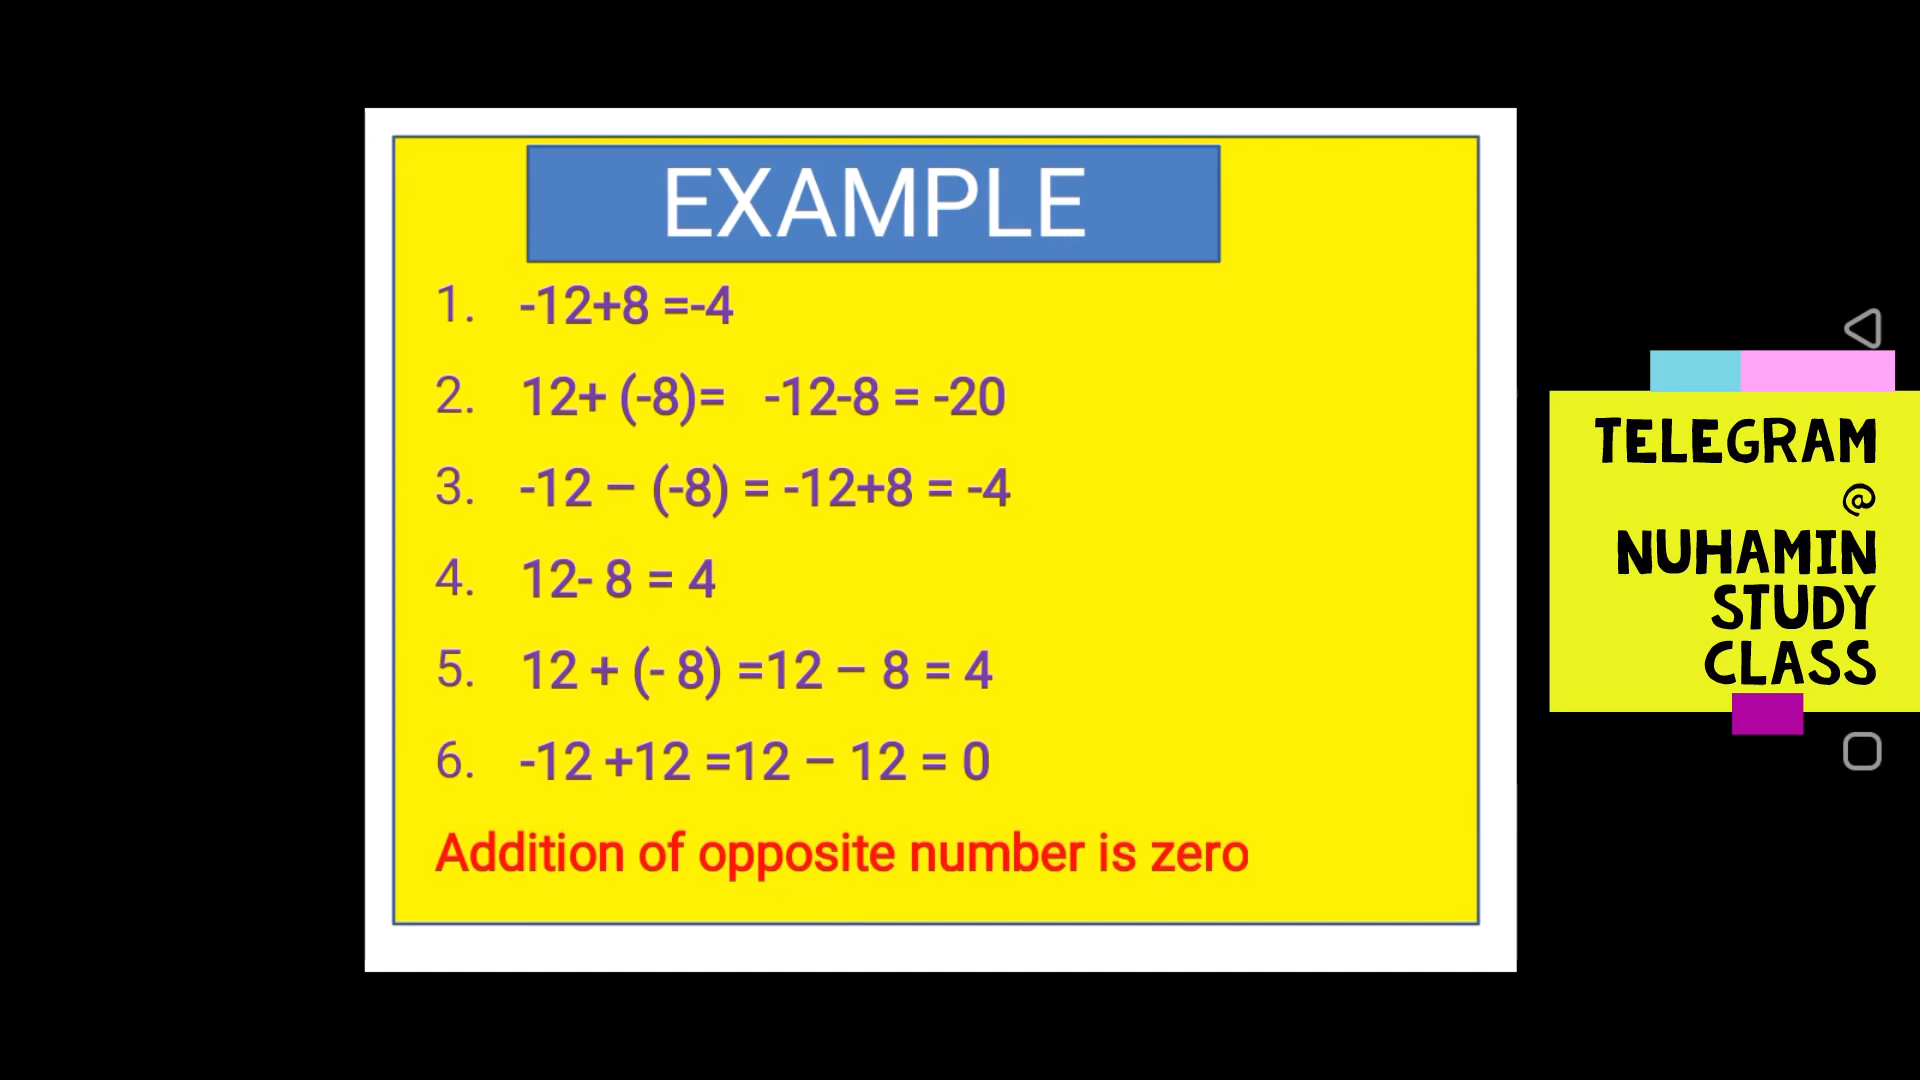 EXAMPLE
1. -12+8 =-4
2. 12+ (-8)= -12-8 = -20
3. -12 – (-8) = -12+8 = -4
4. 12- 8 = 4
5. 12 + (- 8) =12 – 8 = 4
6. -12 +12 =12 – 12 = 0
Addition of opposite number is zero
TELEGRAM
@
NUHAMIN
STUDY
CLASS